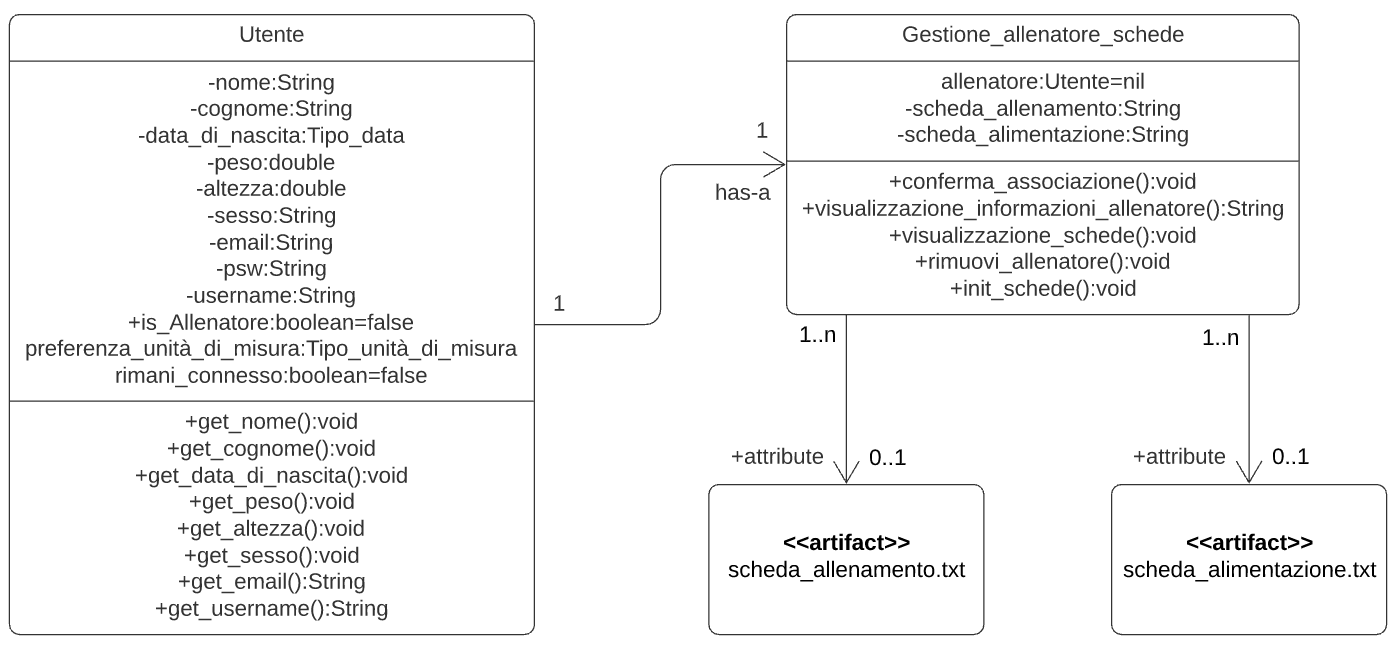 Utente
-nome:String
-cognome:String
-data_di_nascita:Tipo_data
-peso:double
-altezza:double
-sesso:String
-email:String
-psw:String
-username:String
+is_Allenatore:boolean=false
preferenza_unità_di_misura:Tipo_unità_di_misura
rimani_connesso:boolean=false
+get_nome():void
+get_cognome():void
+get_data_di_nascita():void
+get_peso():void
+get_altezza():void
+get_sesso():void
+get_email():String
+get_username():String
1
1
has-a
Gestione_allenatore_schede
allenatore:Utente=nil
-scheda_allenamento:String
-scheda_alimentazione:String
+conferma_associazione():void
+visualizzazione_informazioni_allenatore():String
+visualizzazione_schede():void
+rimuovi_allenatore():void
+init_schede():void
1..n
+attribute
0..1
<<artifact>>
scheda_allenamento.txt
1..n
+attribute
0..1
<<artifact>>
scheda_alimentazione.txt